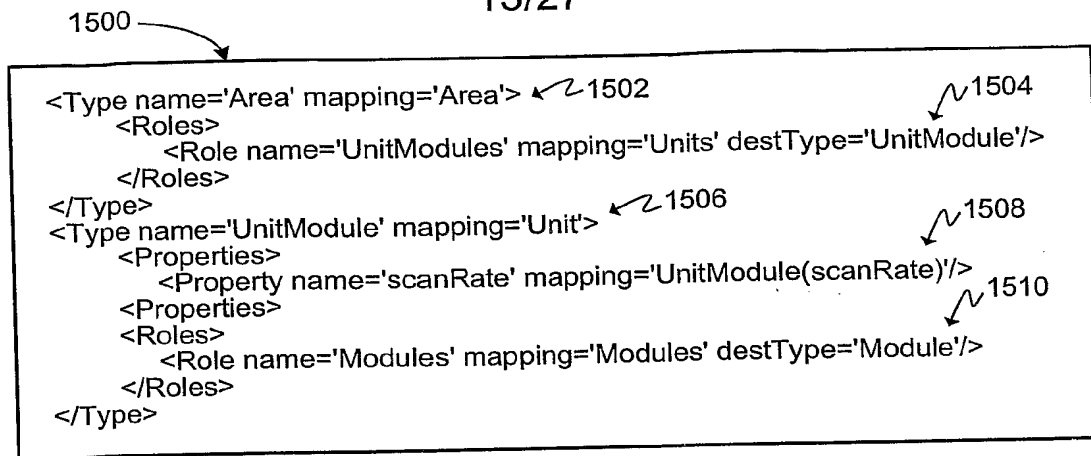 15/27
1500
<Type name='Area' mapping='Area'> 1502
1504
<Roles>
<Role name='UnitModules' mapping='Units' destType='UnitModule'/>
</Roles>
</Type>
1506
<Type name='UnitModule' mapping='Unit'>
1508
<Properties>
<Property name='scanRate' mapping='UnitModule(scanRate)'/>
<Properties>
1510
<Roles>
<Role name='Modules' mapping='Modules' destType='Module'/>
</Roles>
</Type>